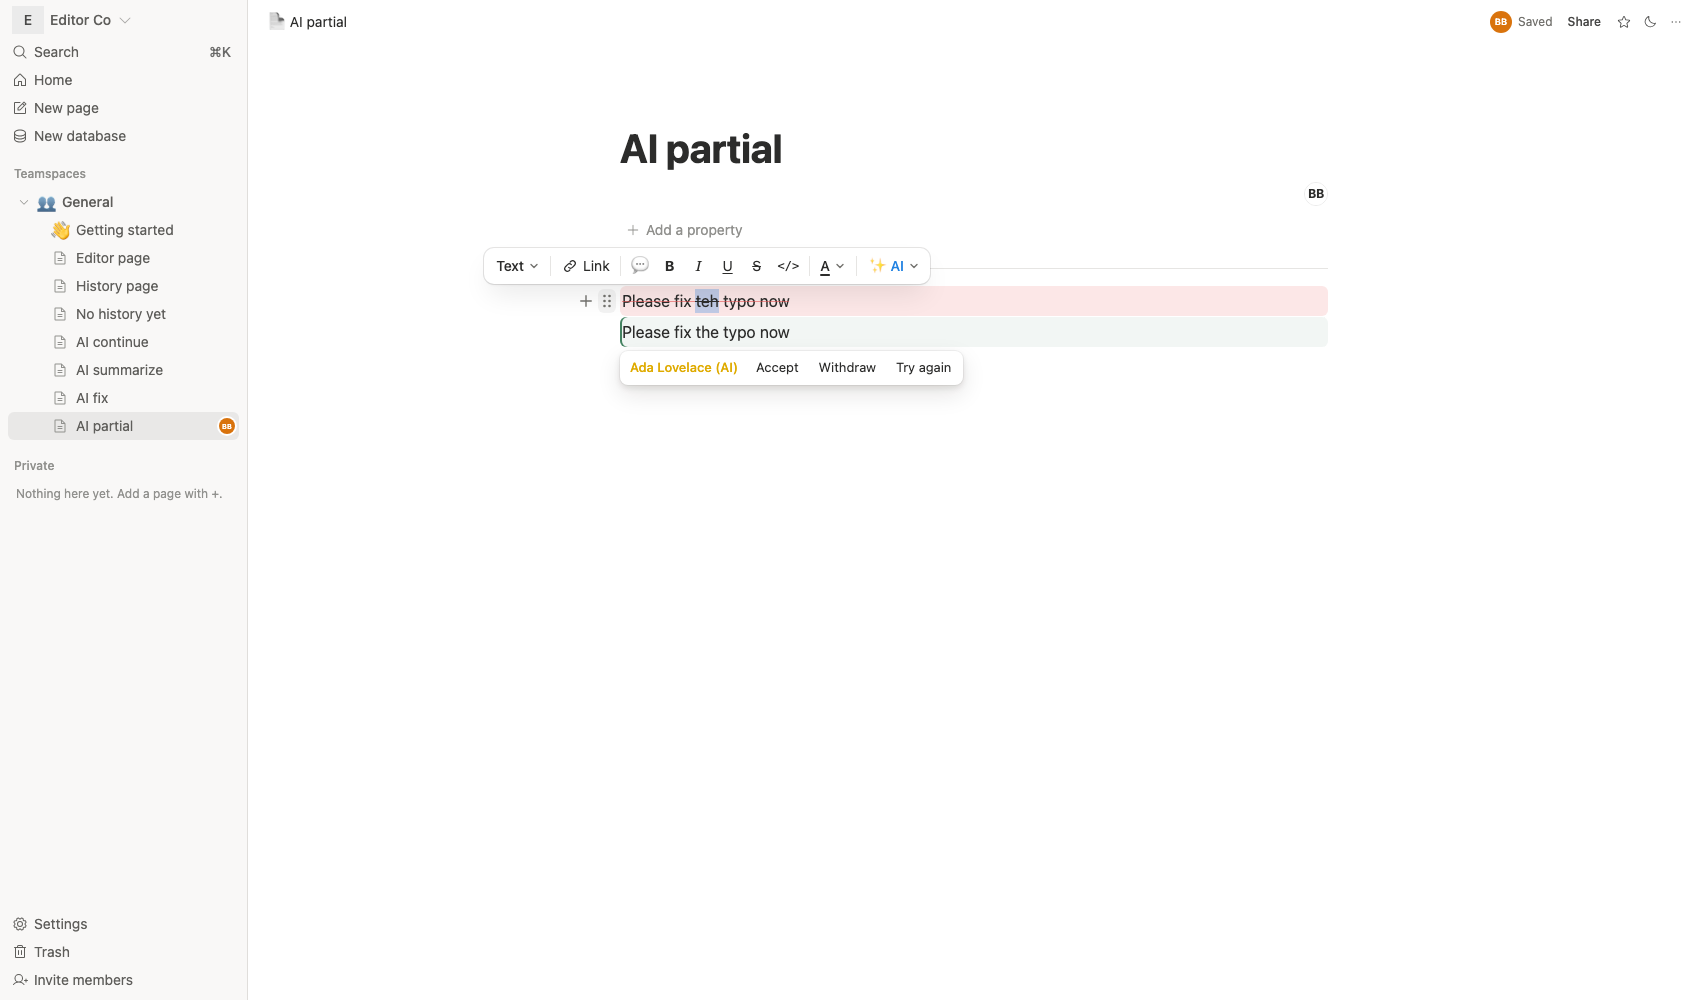 E Editor Co
AI partial
BB Saved Share
Search ⌘K
Home
New page
New database
Teamspaces
General
Getting started
Editor page
History page
No history yet
AI continue
AI summarize
AI fix
AI partial BB
Private
Nothing here yet. Add a page with +.
Settings
Trash
Invite members
AI partial
BB
Add a property
Text Link B I U S </> A AI
Please fix teh typo now
Please fix the typo now
Ada Lovelace (AI) Accept Withdraw Try again